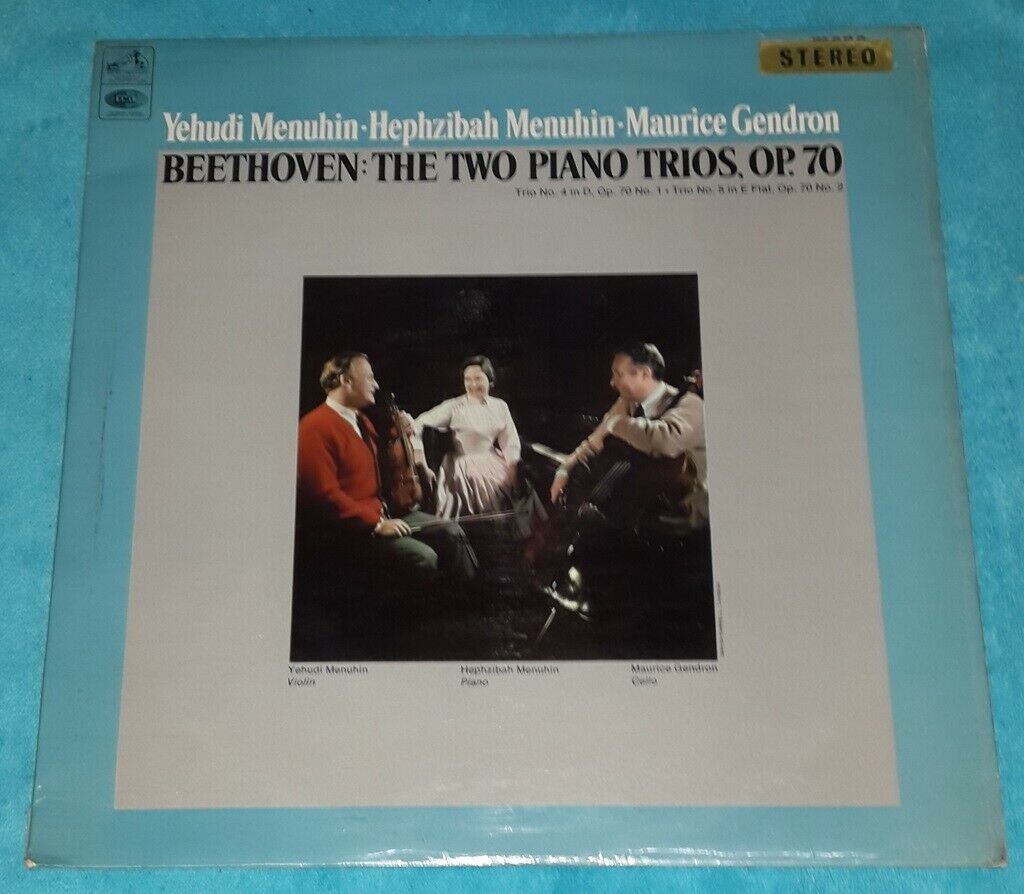 STEREO
Yehudi Menuhin · Hephzibah Menuhin · Maurice Gendron
BEETHOVEN: THE TWO PIANO TRIOS, OP. 70
Trio No. 4 in D, Op. 70 No. 1 · Trio No. 5 in E Flat, Op. 70 No. 2
Yehudi Menuhin Hephzibah Menuhin Maurice Gendron
Violin Piano Cello